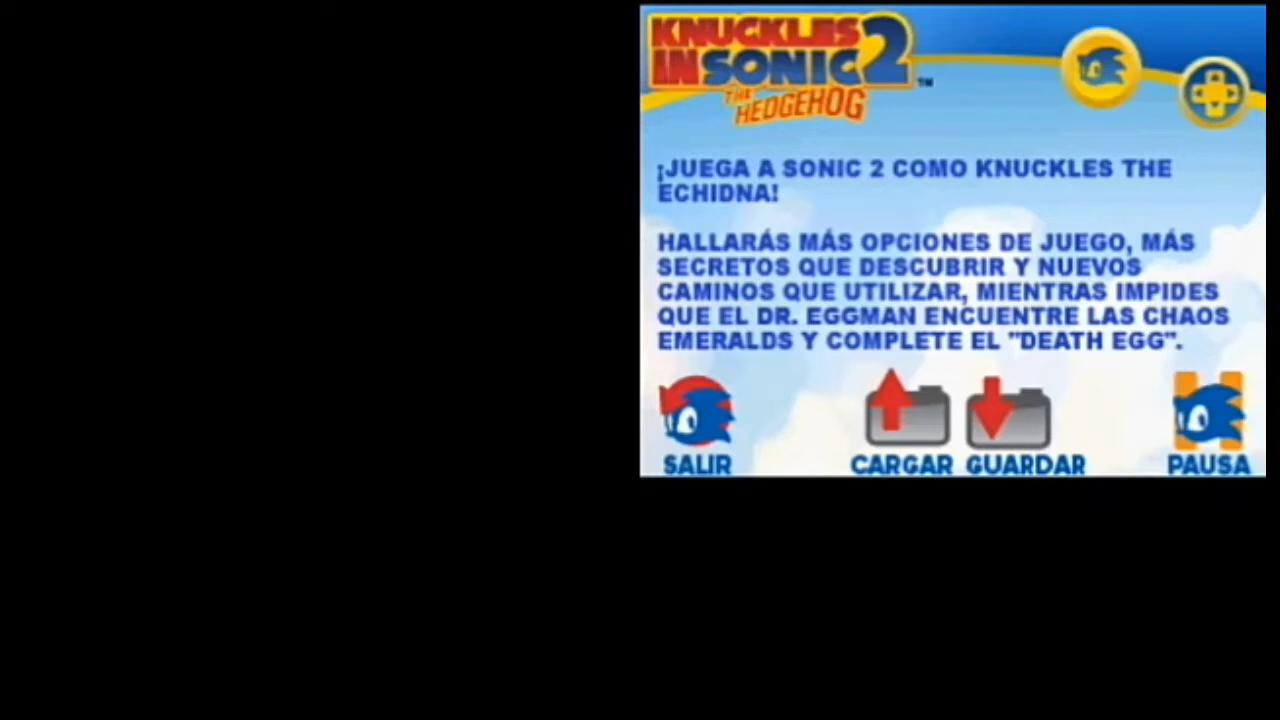 KNUCKLES
IN SONIC 2
THE
HEDGEHOG
TM
¡JUEGA A SONIC 2 COMO KNUCKLES THE
ECHIDNA!
HALLARÁS MÁS OPCIONES DE JUEGO, MÁS
SECRETOS QUE DESCUBRIR Y NUEVOS
CAMINOS QUE UTILIZAR, MIENTRAS IMPIDES
QUE EL DR. EGGMAN ENCUENTRE LAS CHAOS
EMERALDS Y COMPLETE EL "DEATH EGG".
SALIR CARGAR GUARDAR PAUSA